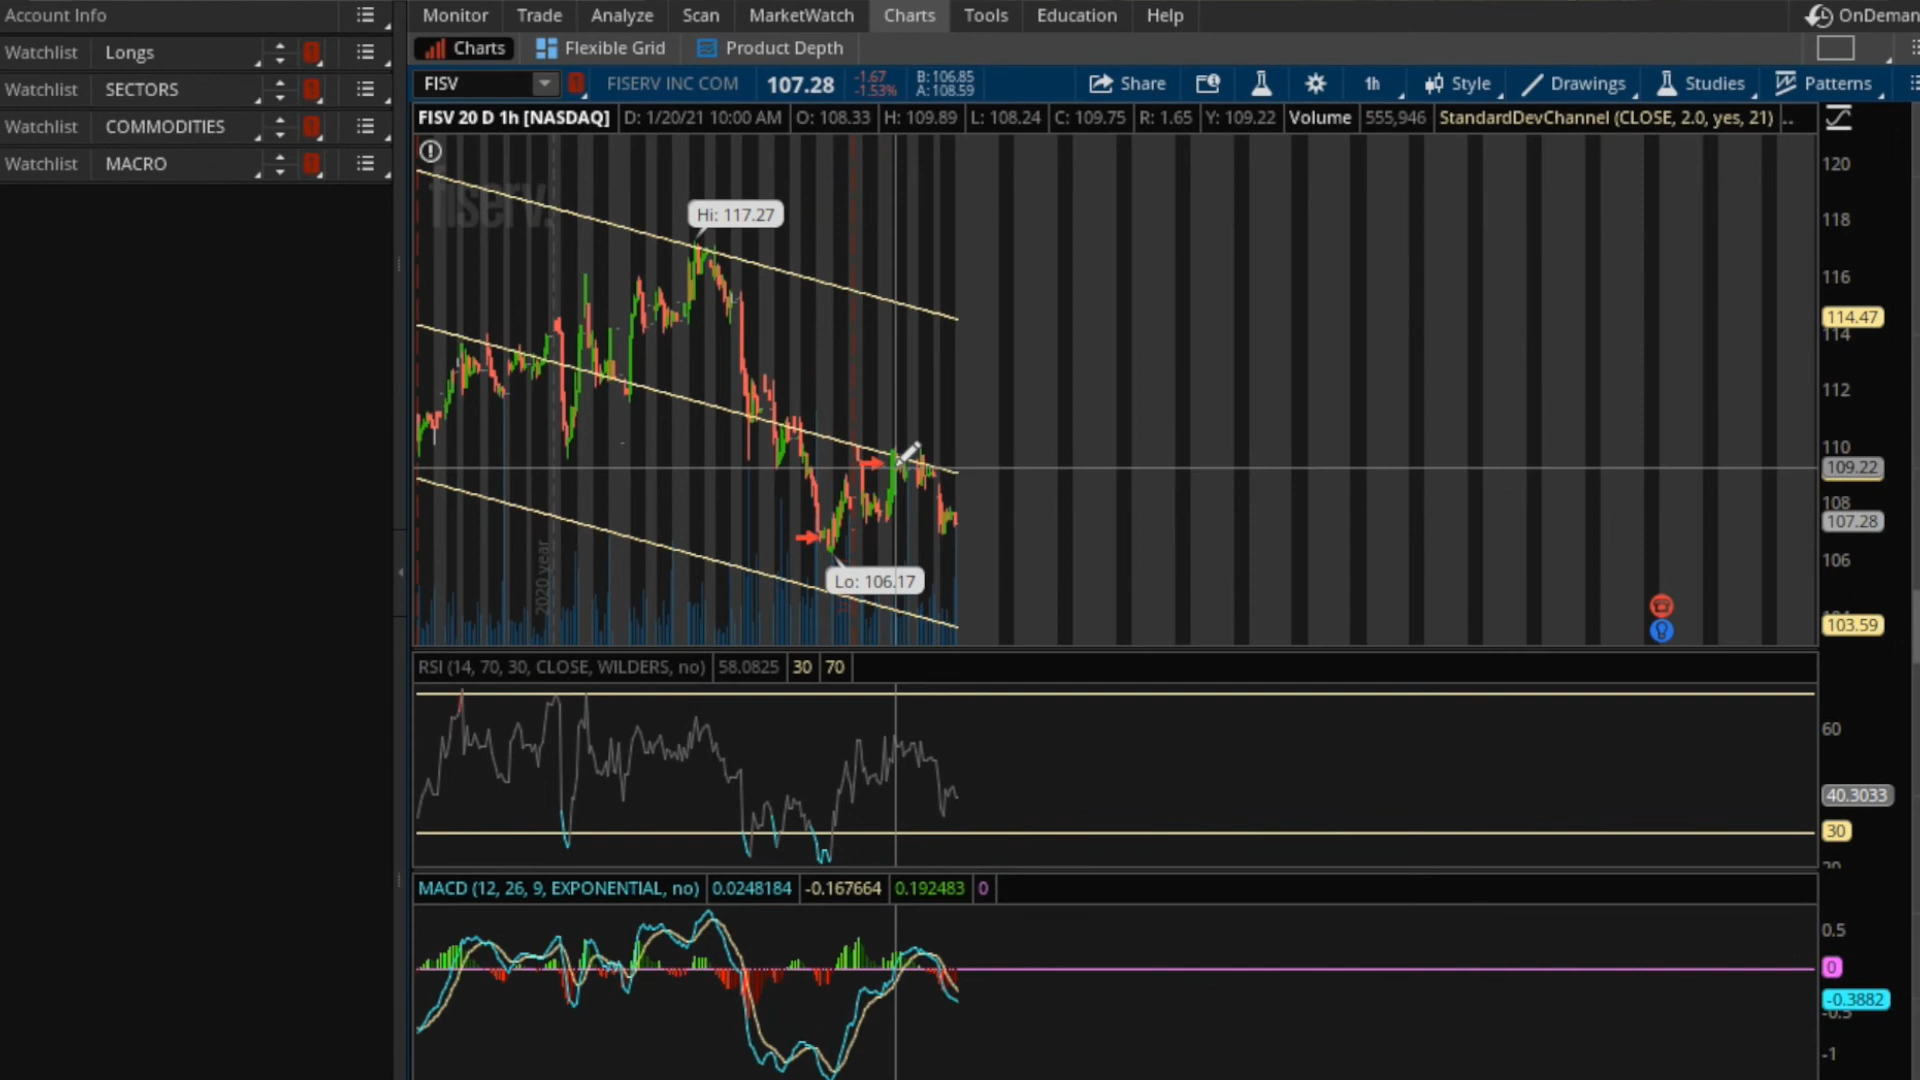 Account Info
Monitor Trade Analyze Scan MarketWatch Charts Tools Education Help
OnDeman
Watchlist Longs
Charts Flexible Grid Product Depth
Watchlist SECTORS
FISV FISERV INC COM 107.28 -1.67 -1.53% B: 106.85 A: 108.59 Share 1h Style Drawings Studies Patterns
Watchlist COMMODITIES
FISV 20 D 1h [NASDAQ] D: 1/20/21 10:00 AM O: 108.33 H: 109.89 L: 108.24 C: 109.75 R: 1.65 Y: 109.22 Volume 555,946 StandardDevChannel (CLOSE, 2.0, yes, 21) ..
Watchlist MACRO
120
fiserv.
Hi: 117.27
118
116
114.47
114
112
110
109.22
108
107.28
106
2020 year
Lo: 106.17
103.59
RSI (14, 70, 30, CLOSE, WILDERS, no) 58.0825 30 70
60
40.3033
30
MACD (12, 26, 9, EXPONENTIAL, no) 0.0248184 -0.167664 0.192483 0
0.5
0
-0.3882
-0.5
-1